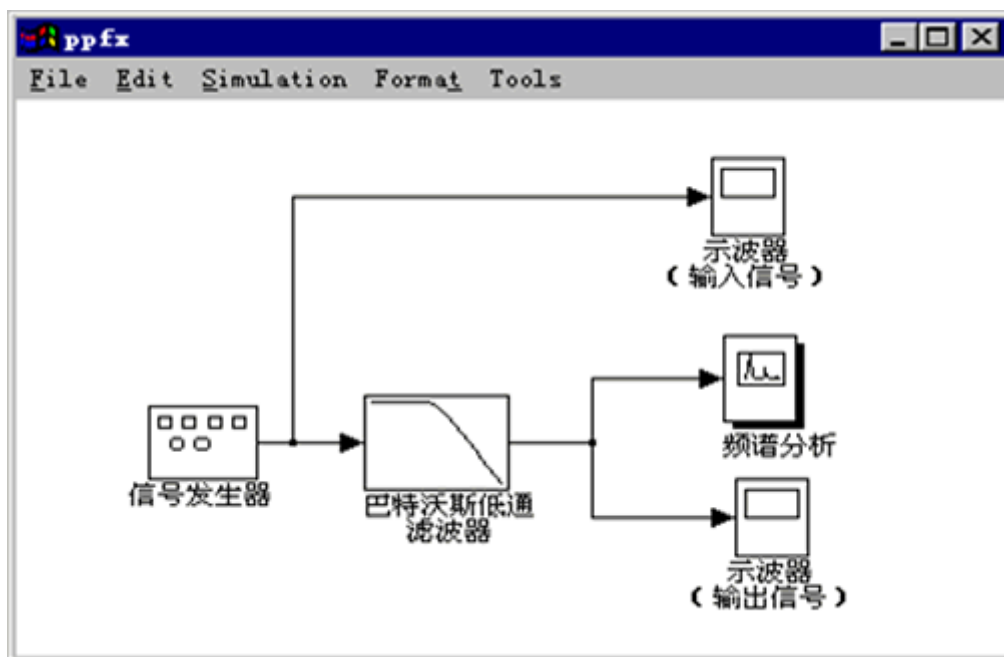 ppfx
File Edit Simulation Format Tools
示波器
（输入信号）
频谱分析
信号发生器
巴特沃斯低通
滤波器
示波器
（输出信号）